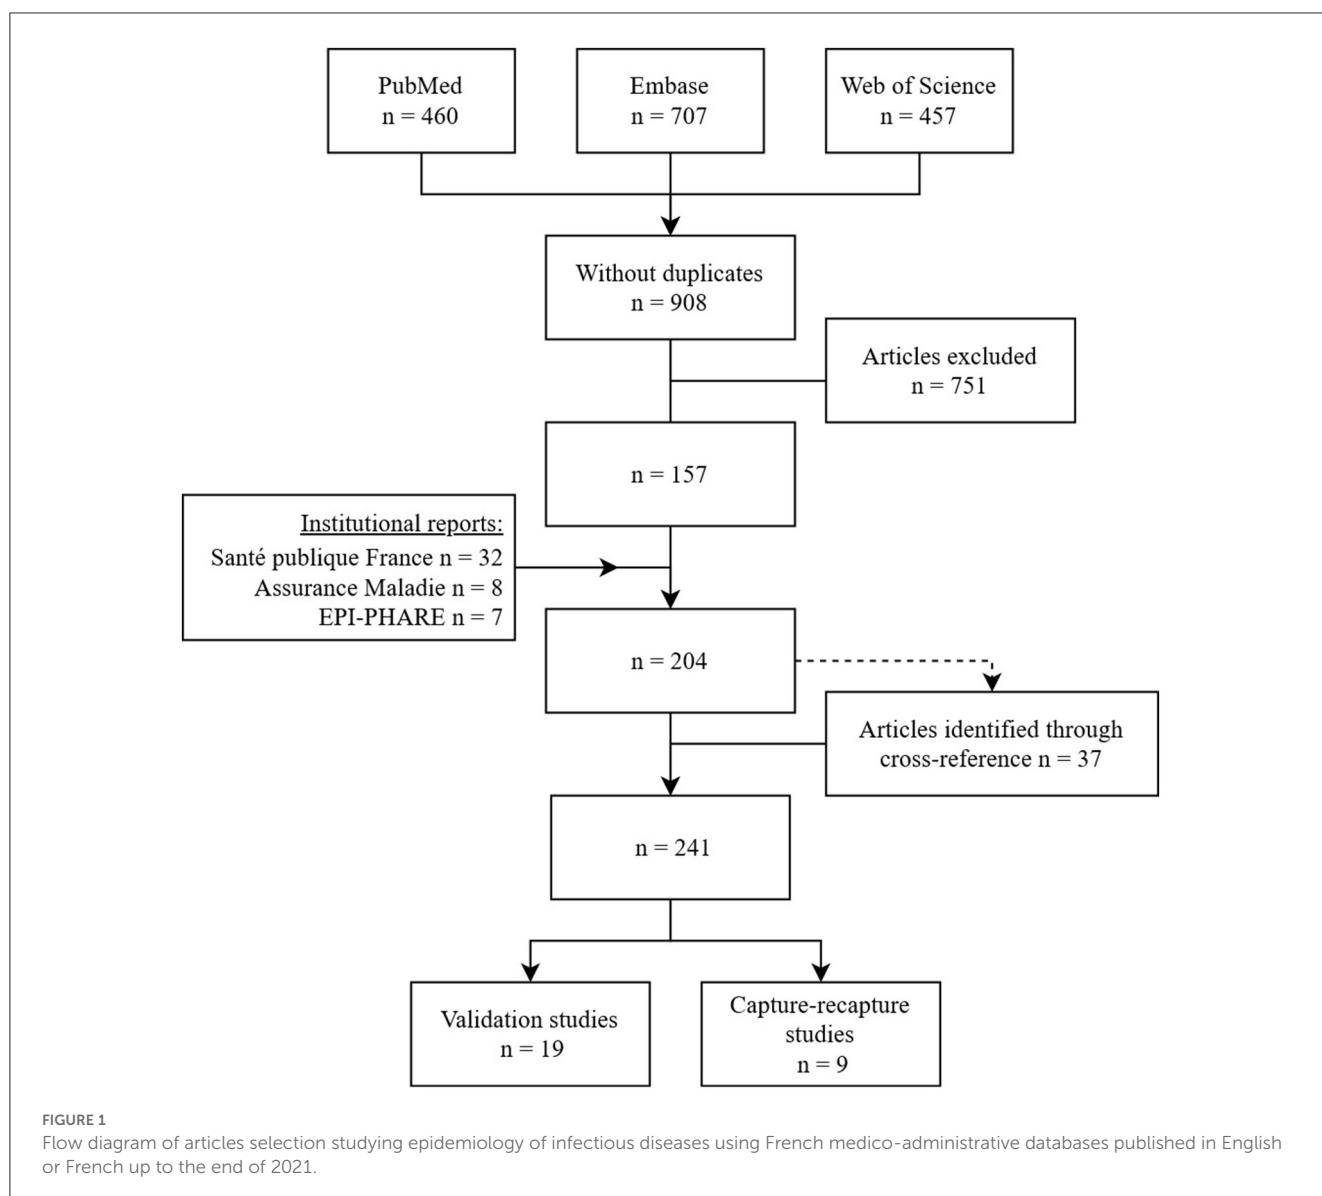 PubMed
n = 460
Embase
n = 707
Web of Science
n = 457
Without duplicates
n = 908
Articles excluded
n = 751
n = 157
Institutional reports:
Santé publique France n = 32
Assurance Maladie n = 8
EPI-PHARE n = 7
n = 204
Articles identified through
cross-reference n = 37
n = 241
Validation studies
n = 19
Capture-recapture
studies
n = 9
FIGURE 1
Flow diagram of articles selection studying epidemiology of infectious diseases using French medico-administrative databases published in English
or French up to the end of 2021.